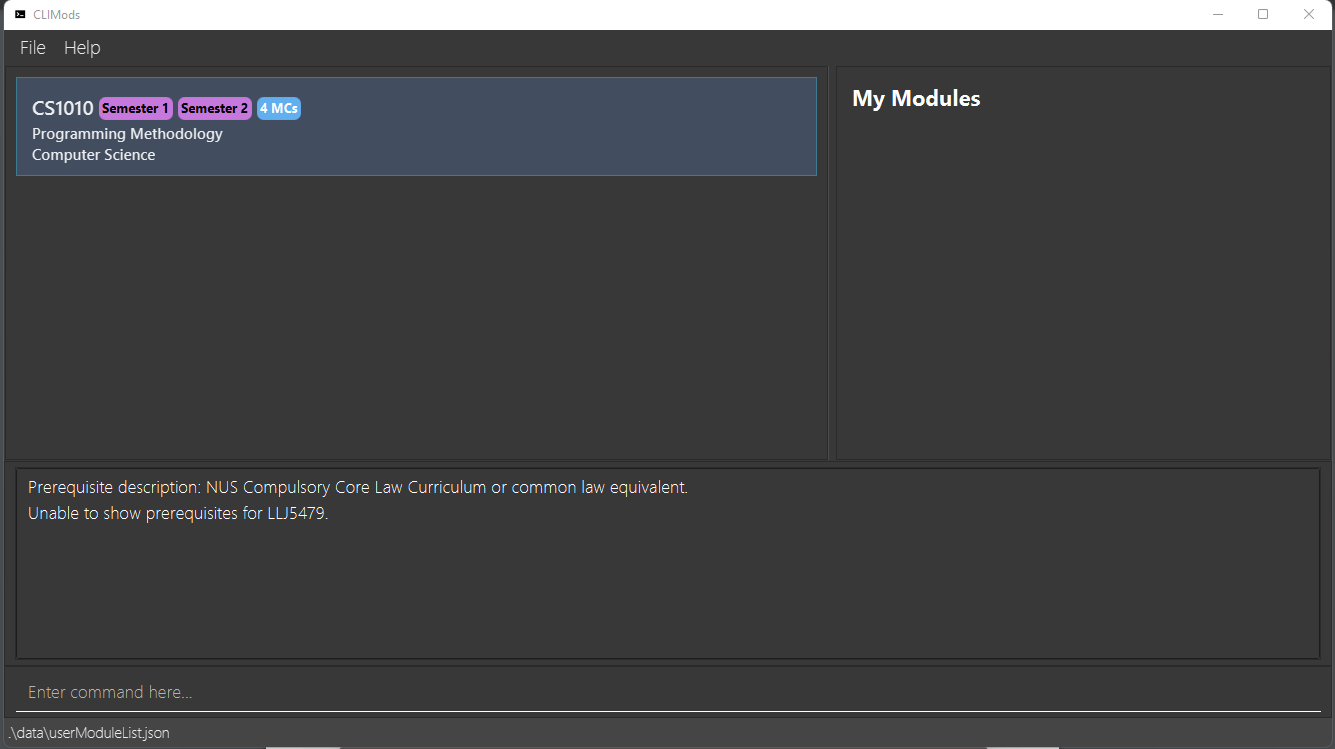 CLIMods
File Help
CS1010 Semester 1 Semester 2 4 MCs
Programming Methodology
Computer Science
My Modules
Prerequisite description: NUS Compulsory Core Law Curriculum or common law equivalent.
Unable to show prerequisites for LLJ5479.
Enter command here...
.\data\userModuleList.json